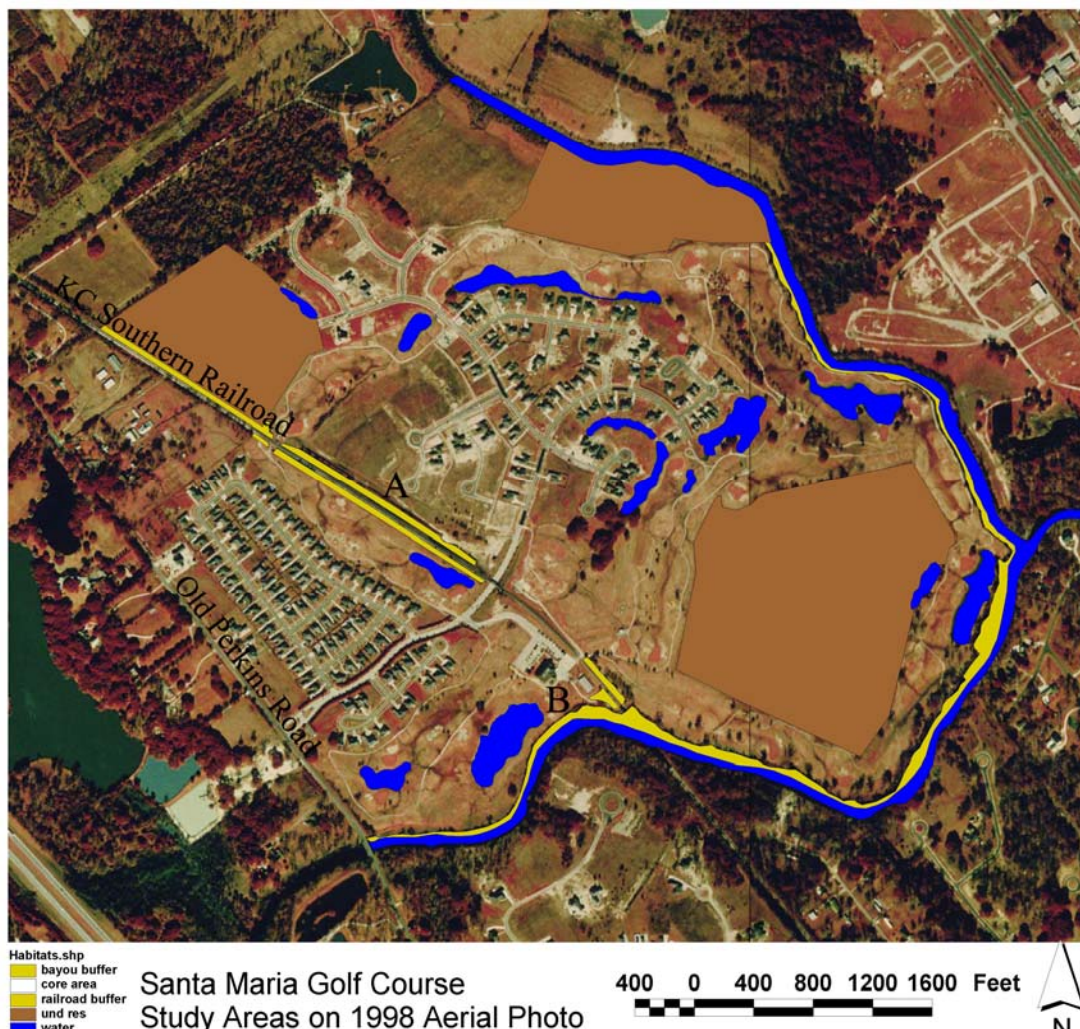 KC Southern Railroad
A
Old Perkins Road
B
Habitats.shp
bayou buffer
core area
railroad buffer
und res
water
Santa Maria Golf Course
Study Areas on 1998 Aerial Photo
400 0 400 800 1200 1600 Feet
N